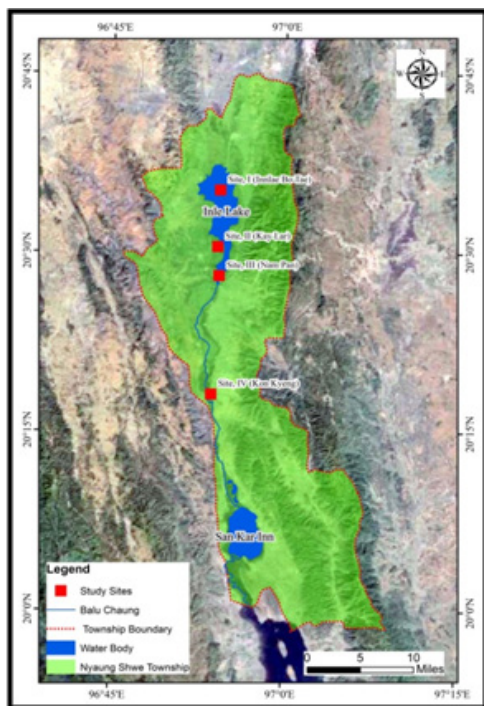 96°45'E 97°0'E
20°45'N 20°45'N
N
W E
S
Site, I (Innlae Bo Tae)
Inle Lake
Site, II (Kay Lar)
20°30'N 20°30'N
Site, III (Nam Pan)
Site, IV (Kon Kyeng)
20°15'N 20°15'N
San Kar Inn
Legend
Study Sites
Balu Chaung
Township Boundary
Water Body
Nyaung Shwe Township
20°0'N 20°0'N
0 5 10
Miles
96°45'E 97°0'E 97°15'E